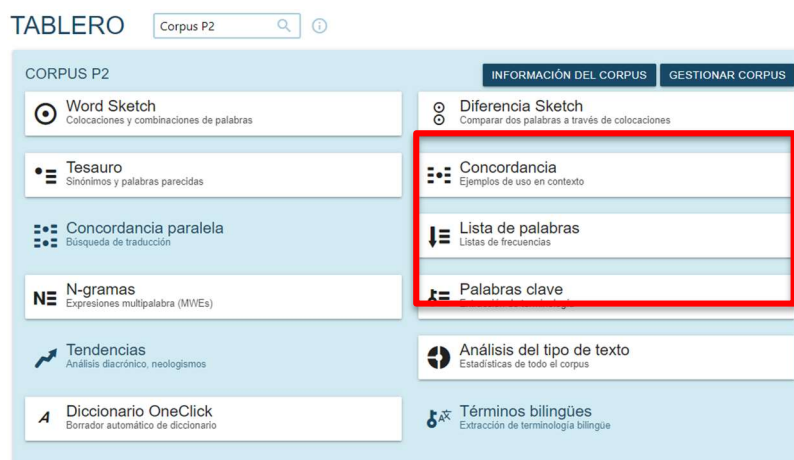 TABLERO
Corpus P2
CORPUS P2
INFORMACIÓN DEL CORPUS
GESTIONAR CORPUS
Word Sketch
Colocaciones y combinaciones de palabras
Diferencia Sketch
Comparar dos palabras a través de colocaciones
Tesauro
Sinónimos y palabras parecidas
Concordancia
Ejemplos de uso en contexto
Concordancia paralela
Búsqueda de traducción
Lista de palabras
Listas de frecuencias
N-gramas
Expresiones multipalabra (MWEs)
Palabras clave
Tendencias
Análisis diacrónico, neologismos
Análisis del tipo de texto
Estadísticas de todo el corpus
Diccionario OneClick
Borrador automático de diccionario
Términos bilingües
Extracción de terminología bilingüe